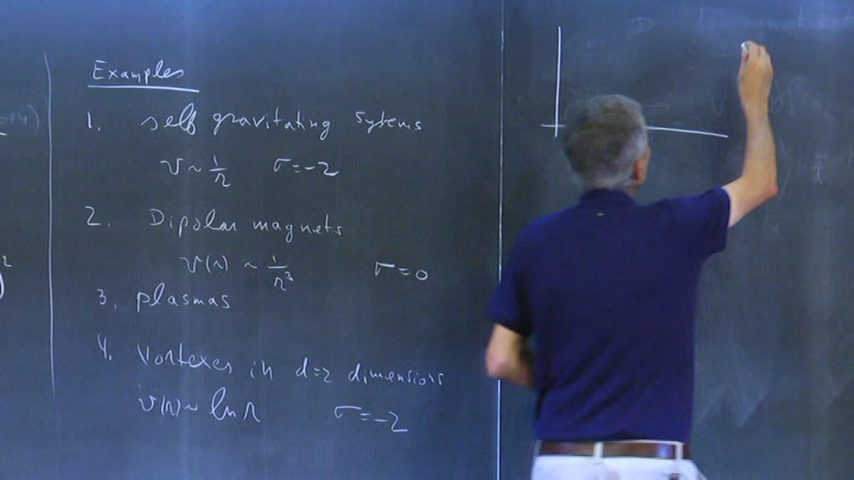 Examples
1. self gravitating systems
v ~ 1/r σ=-2
2. Dipolar magnets
v(r) ~ 1/r³ σ=0
3. plasmas
4. Vortexes in d=2 dimensions
v(r) ~ ln r σ=-2